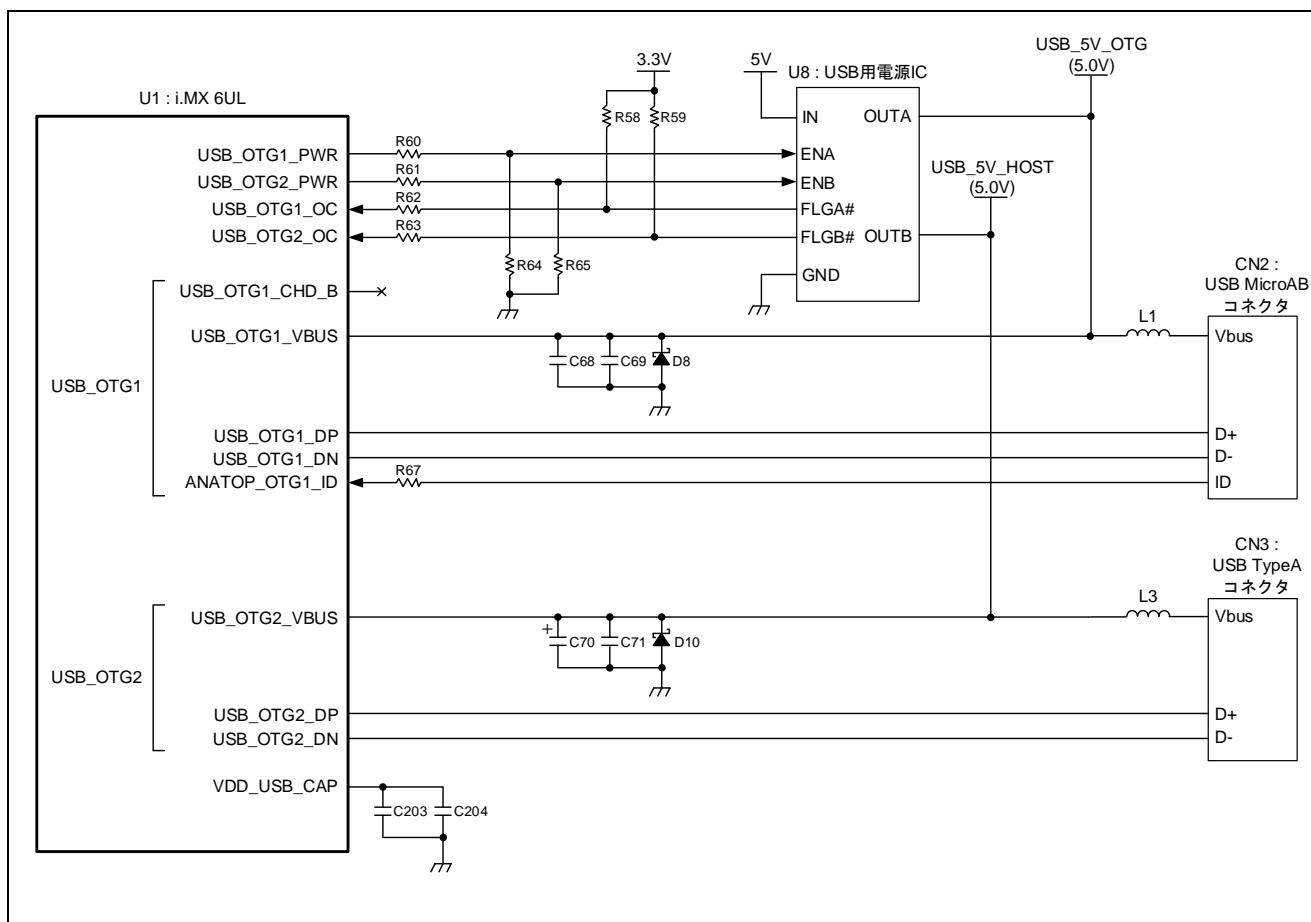 U1 : i.MX 6UL
USB_OTG1_PWR
USB_OTG2_PWR
USB_OTG1_OC
USB_OTG2_OC
USB_OTG1_CHD_B
USB_OTG1_VBUS
USB_OTG1
USB_OTG1_DP
USB_OTG1_DN
ANATOP_OTG1_ID
USB_OTG2_VBUS
USB_OTG2
USB_OTG2_DP
USB_OTG2_DN
VDD_USB_CAP
R60
R61
R62
R63
R64
R65
3.3V
R58
R59
5V
U8 : USB用電源IC
IN
OUTA
ENA
ENB
FLGA#
FLGB#
OUTB
GND
USB_5V_OTG
(5.0V)
USB_5V_HOST
(5.0V)
C68
C69
D8
R67
L1
CN2 :
USB MicroAB
コネクタ
Vbus
D+
D-
ID
+
C70
C71
D10
L3
CN3 :
USB TypeA
コネクタ
Vbus
D+
D-
C203
C204